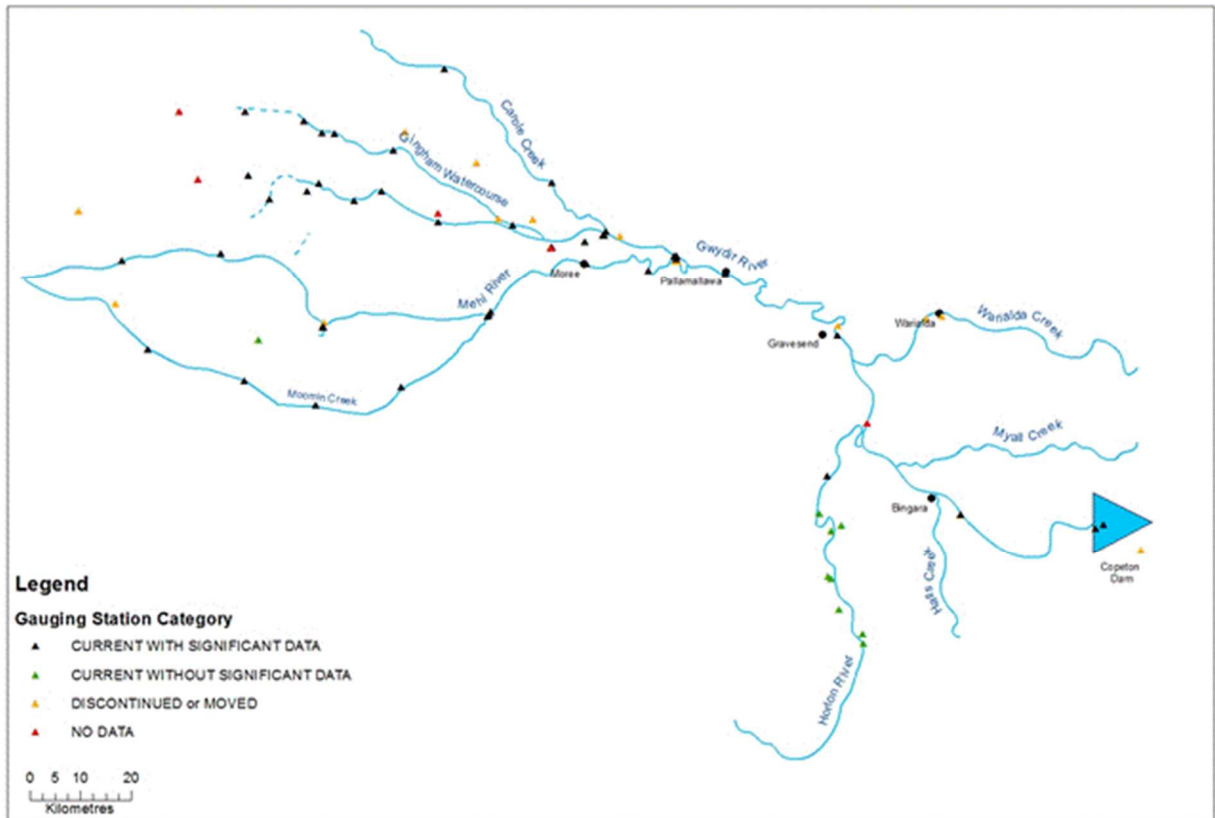 Carole Creek
Gingham Watercourse
Gwydir River
Moree
Pallamallawa
Mehi River
Gravesend
Warialda
Warialda Creek
Moomin Creek
Myall Creek
Bingara
Halls Creek
Copeton
Dam
Horton River
Legend
Gauging Station Category
CURRENT WITH SIGNIFICANT DATA
CURRENT WITHOUT SIGNIFICANT DATA
DISCONTINUED or MOVED
NO DATA
0 5 10 20
Kilometres